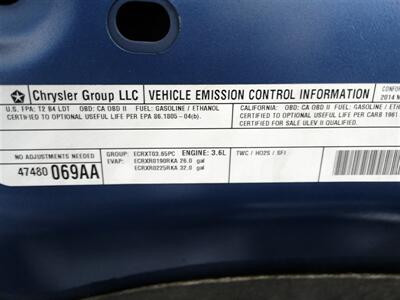 Chrysler Group LLC
VEHICLE EMISSION CONTROL INFORMATION
CONFOR
2014 M
U.S. EPA: T2 B4 LDT OBD: CA OBD II FUEL: GASOLINE / ETHANOL
CERTIFIED TO OPTIONAL USEFUL LIFE PER EPA 86.1805-04(b).
CALIFORNIA: OBD: CA OBD II FUEL: GASOLINE / ETHANOL
CERTIFIED TO OPTIONAL USEFUL LIFE PER CARB 1961
CERTIFIED FOR SALE ULEV II QUALIFIED.
NO ADJUSTMENTS NEEDED
47480 069AA
GROUP: ECRXT03.65PC ENGINE: 3.6L
EVAP: ECRXR0190RKA 26.0 gal
ECRXR0225RKA 32.0 gal
TWC / HO2S / SFI